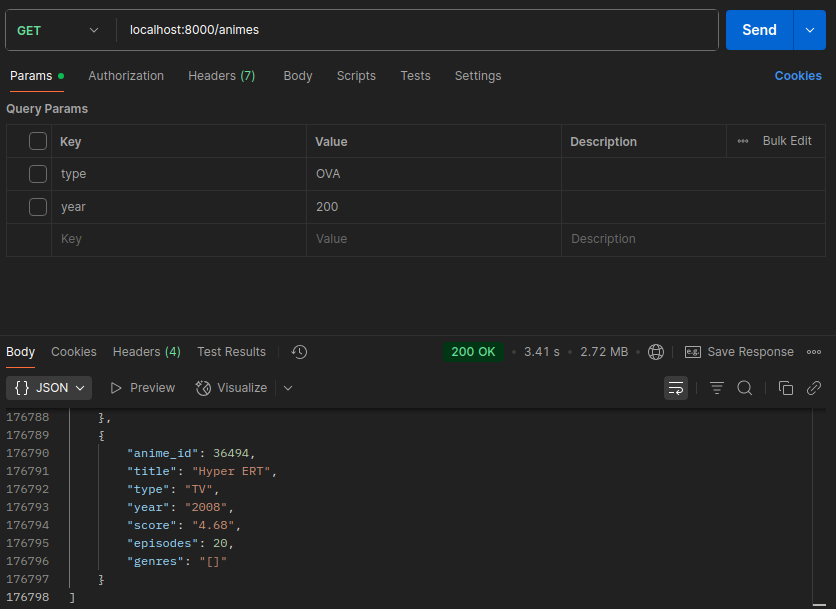 GET localhost:8000/animes Send
Params Authorization Headers (7) Body Scripts Tests Settings Cookies
Query Params
Key Value Description Bulk Edit
type OVA
year 200
Key Value Description
Body Cookies Headers (4) Test Results 200 OK 3.41 s 2.72 MB e.g. Save Response
{} JSON Preview Visualize
176788 },
176789 {
176790 "anime_id": 36494,
176791 "title": "Hyper ERT",
176792 "type": "TV",
176793 "year": "2008",
176794 "score": "4.68",
176795 "episodes": 20,
176796 "genres": "[]"
176797 }
176798 ]